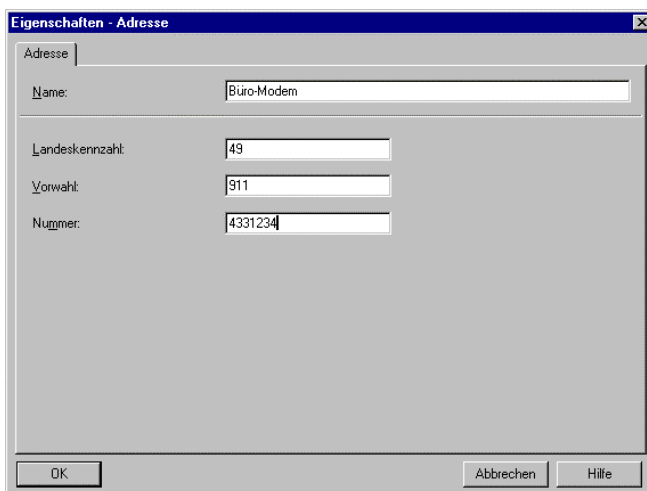 Eigenschaften - Adresse
Adresse
Name: Büro-Modem
Landeskennzahl: 49
Vorwahl: 911
Nummer: 4331234
OK Abbrechen Hilfe